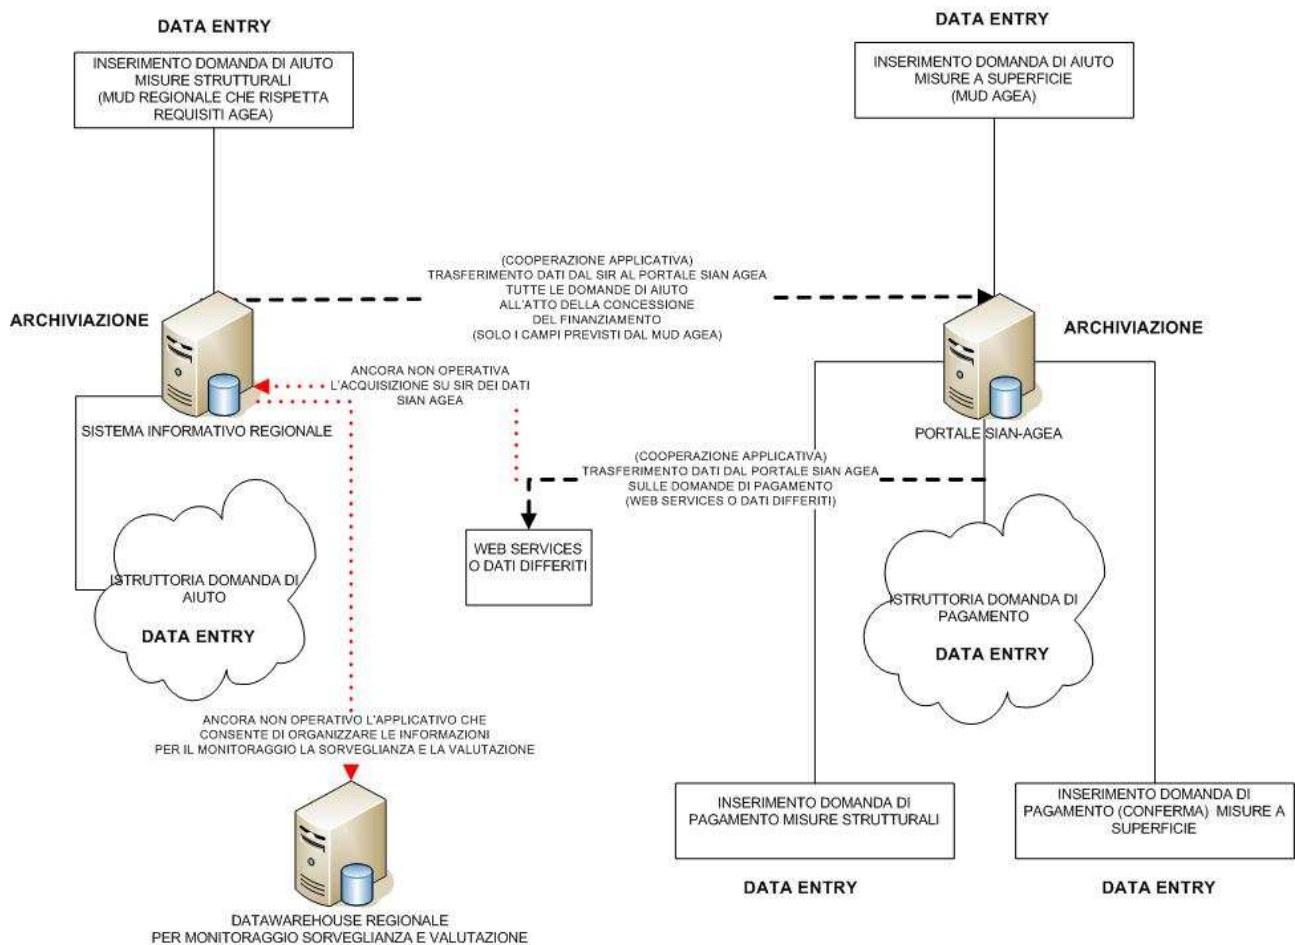 DATA ENTRY
INSERIMENTO DOMANDA DI AIUTO
MISURE STRUTTURALI
(MUD REGIONALE CHE RISPETTA
REQUISITI AGEA)
DATA ENTRY
INSERIMENTO DOMANDA DI AIUTO
MISURE A SUPERFICIE
(MUD AGEA)
(COOPERAZIONE APPLICATIVA)
TRASFERIMENTO DATI DAL SIR AL PORTALE SIAN AGEA
TUTTE LE DOMANDE DI AIUTO
ALL'ATTO DELLA CONCESSIONE
DEL FINANZIAMENTO
(SOLO I CAMPI PREVISTI DAL MUD AGEA)
ARCHIVIAZIONE
ARCHIVIAZIONE
ANCORA NON OPERATIVA
L'ACQUISIZIONE SU SIR DEI DATI
SIAN AGEA
SISTEMA INFORMATIVO REGIONALE
PORTALE SIAN-AGEA
(COOPERAZIONE APPLICATIVA)
TRASFERIMENTO DATI DAL PORTALE SIAN AGEA
SULLE DOMANDE DI PAGAMENTO
(WEB SERVICES O DATI DIFFERITI)
WEB SERVICES
O DATI DIFFERITI
ISTRUTTORIA DOMANDA DI
AIUTO
DATA ENTRY
ISTRUTTORIA DOMANDA DI
PAGAMENTO
DATA ENTRY
ANCORA NON OPERATIVO L'APPLICATIVO CHE
CONSENTE DI ORGANIZZARE LE INFORMAZIONI
PER IL MONITORAGGIO LA SORVEGLIANZA E LA VALUTAZIONE
INSERIMENTO DOMANDA DI
PAGAMENTO MISURE STRUTTURALI
DATA ENTRY
INSERIMENTO DOMANDA DI
PAGAMENTO (CONFERMA) MISURE A
SUPERFICIE
DATA ENTRY
DATAWAREHOUSE REGIONALE
PER MONITORAGGIO SORVEGLIANZA E VALUTAZIONE